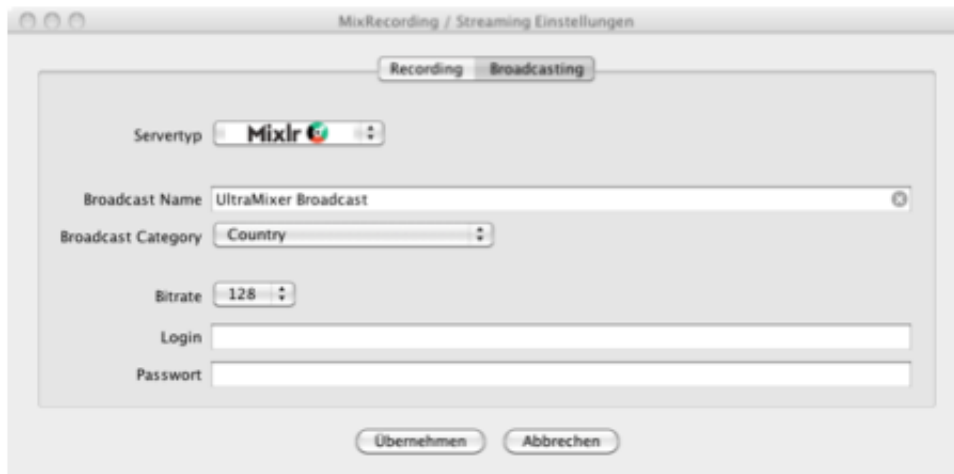 MixRecording / Streaming Einstellungen
Recording Broadcasting
Servertyp Mixlr
Broadcast Name UltraMixer Broadcast
Broadcast Category Country
Bitrate 128
Login
Passwort
Übernehmen Abbrechen